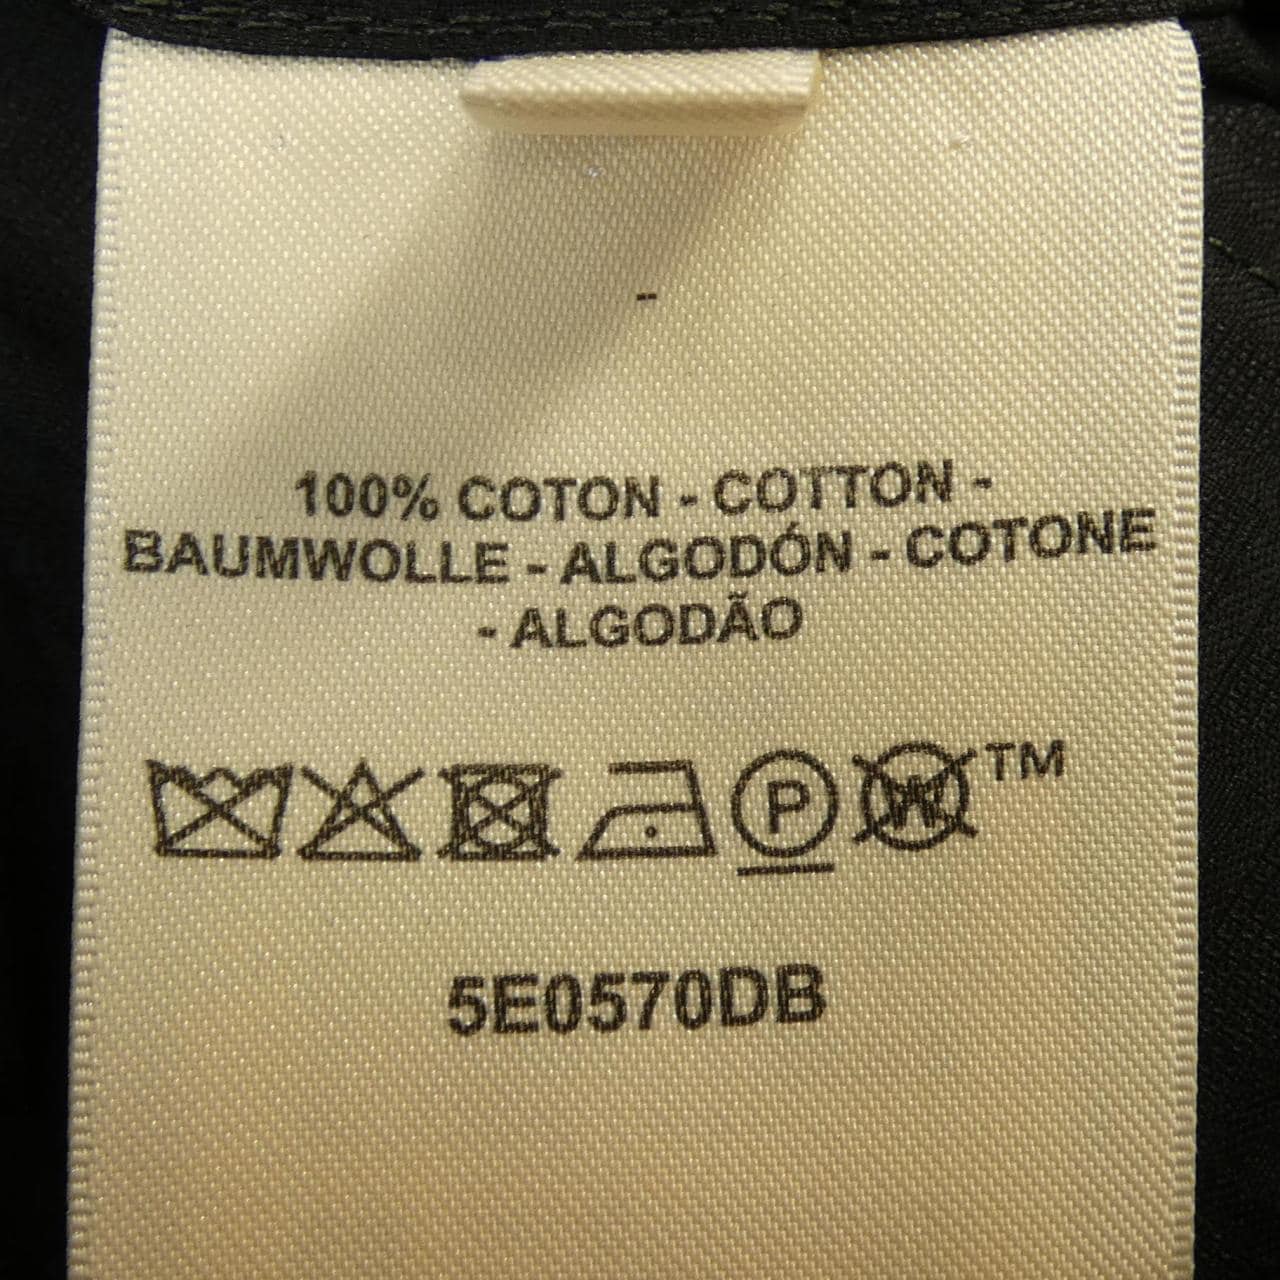 100% COTON - COTTON -
BAUMWOLLE - ALGODÓN - COTONE
- ALGODÃO
P W TM
5E0570DB